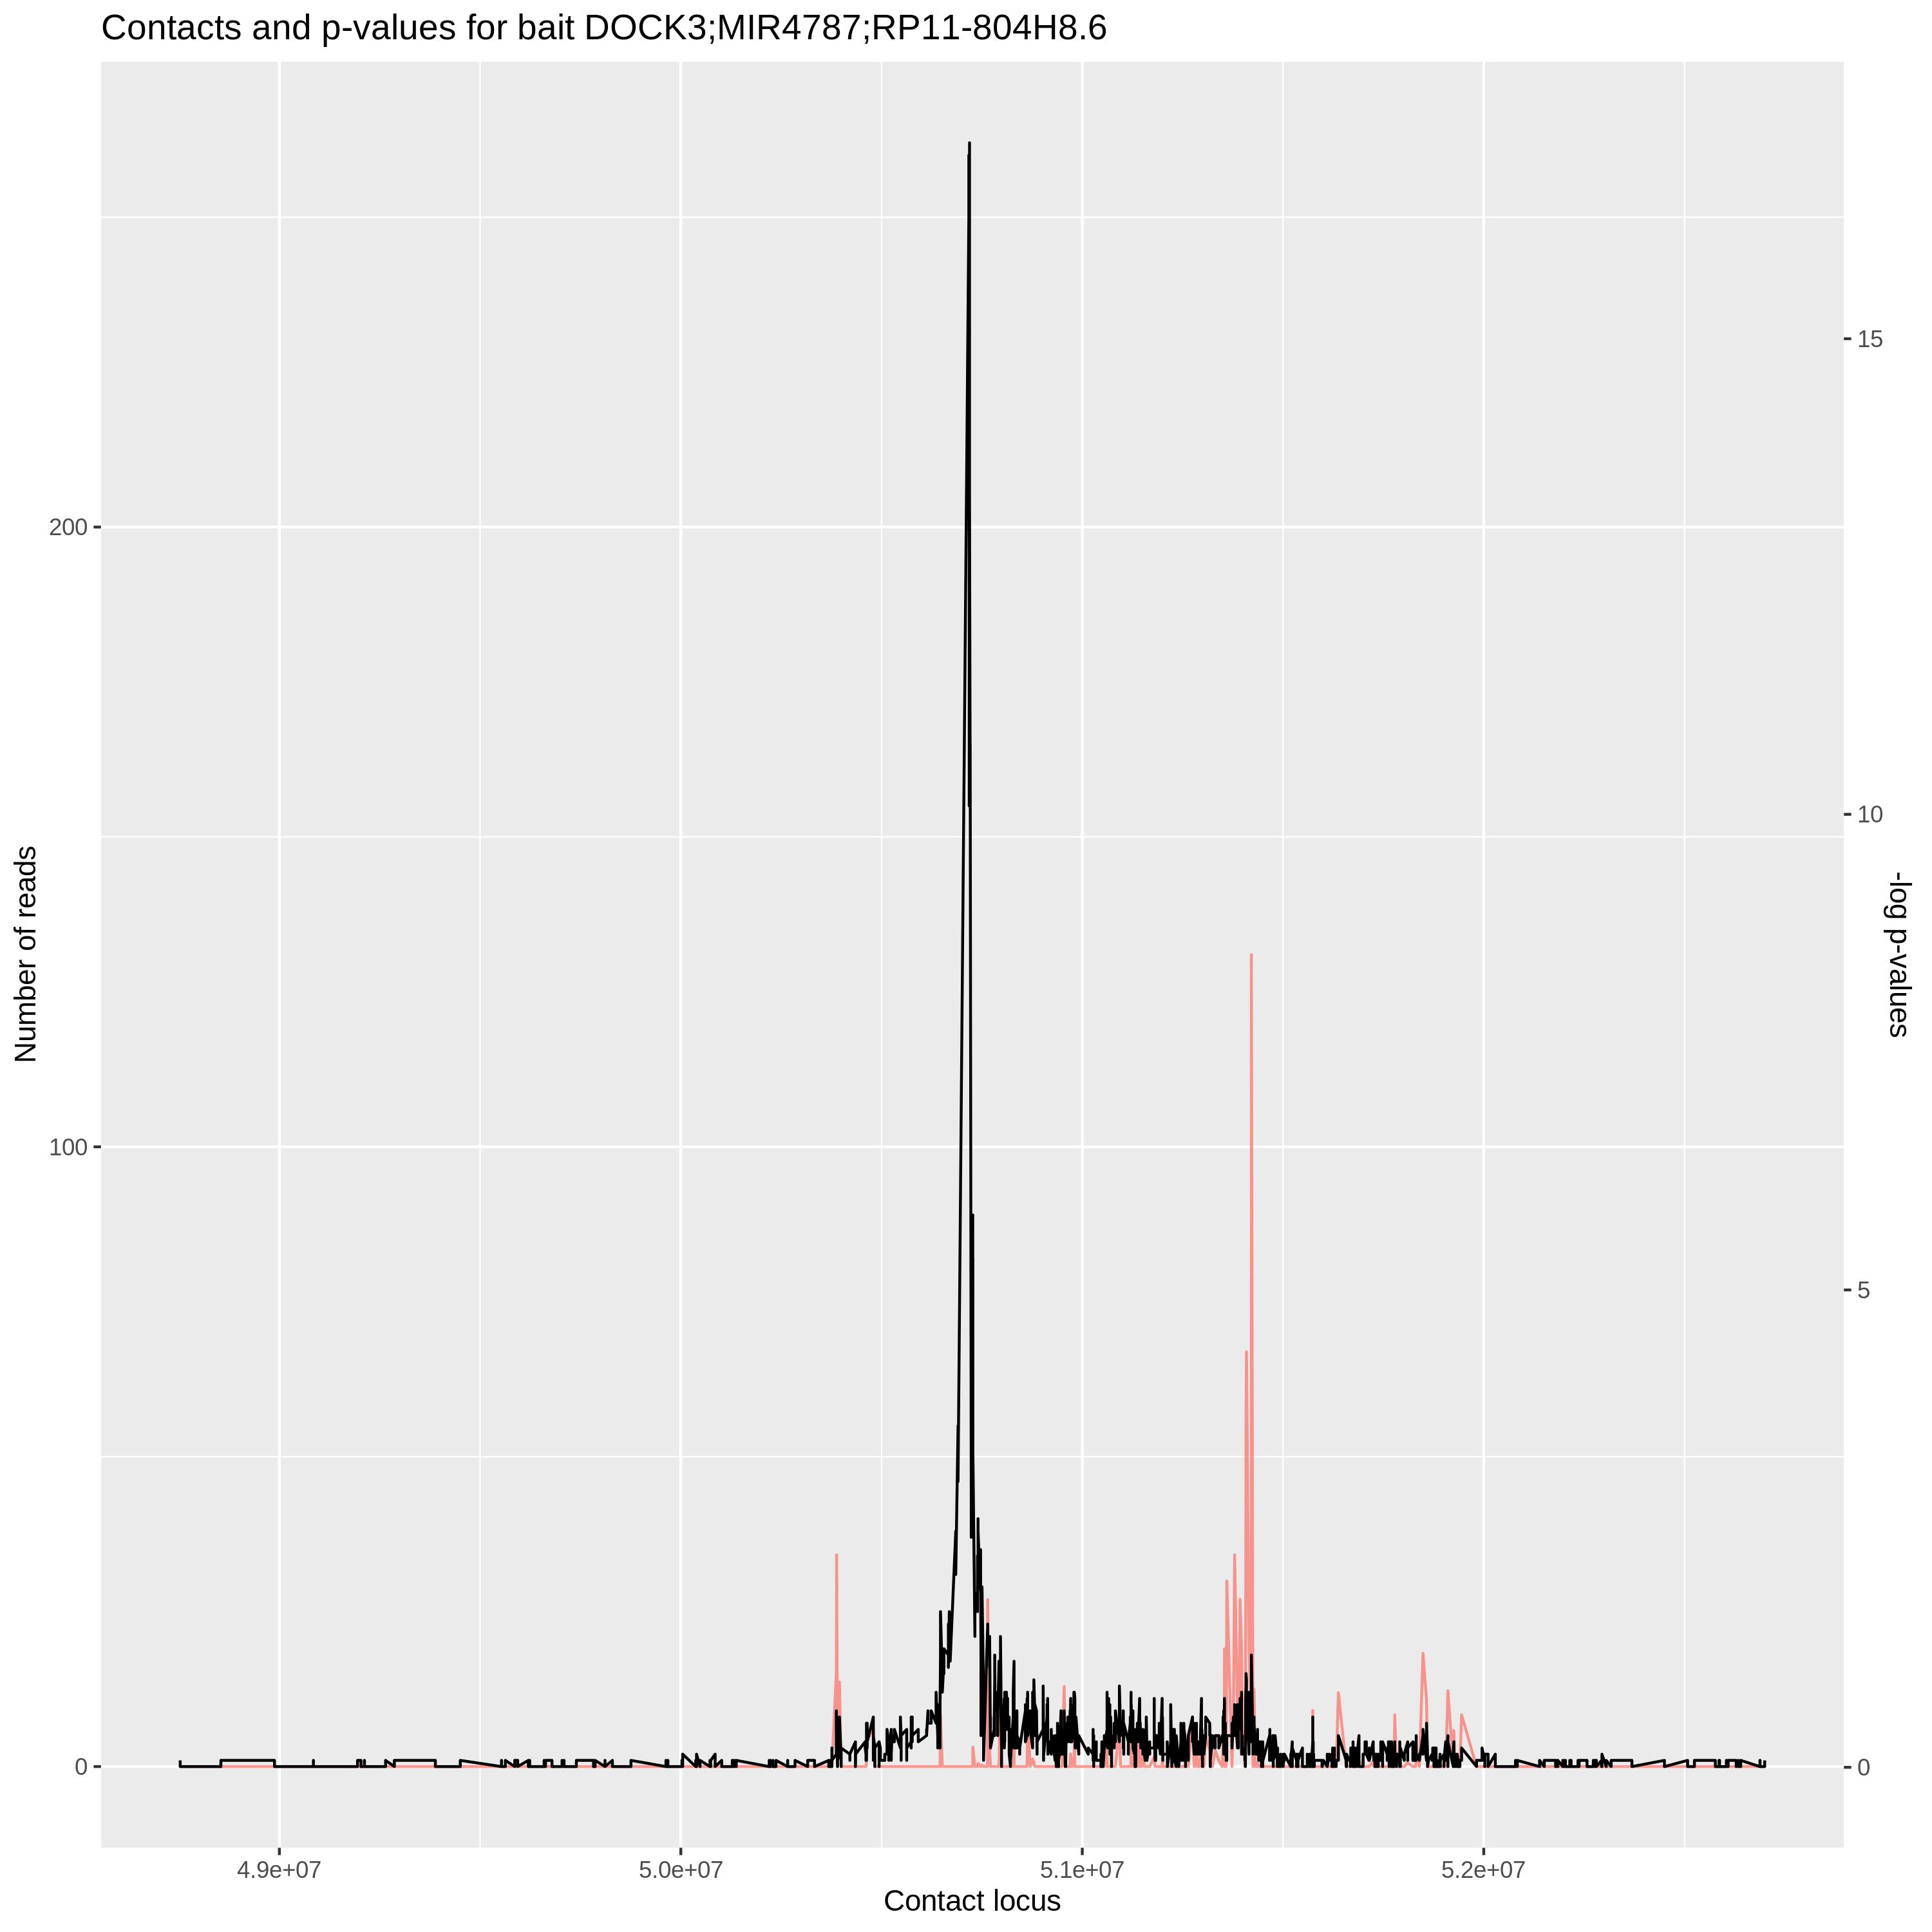 Contacts and p-values for bait DOCK3;MIR4787;RP11-804H8.6
Number of reads
200
100
0
15
10
5
0
-log p-values
4.9e+07 5.0e+07 5.1e+07 5.2e+07
Contact locus